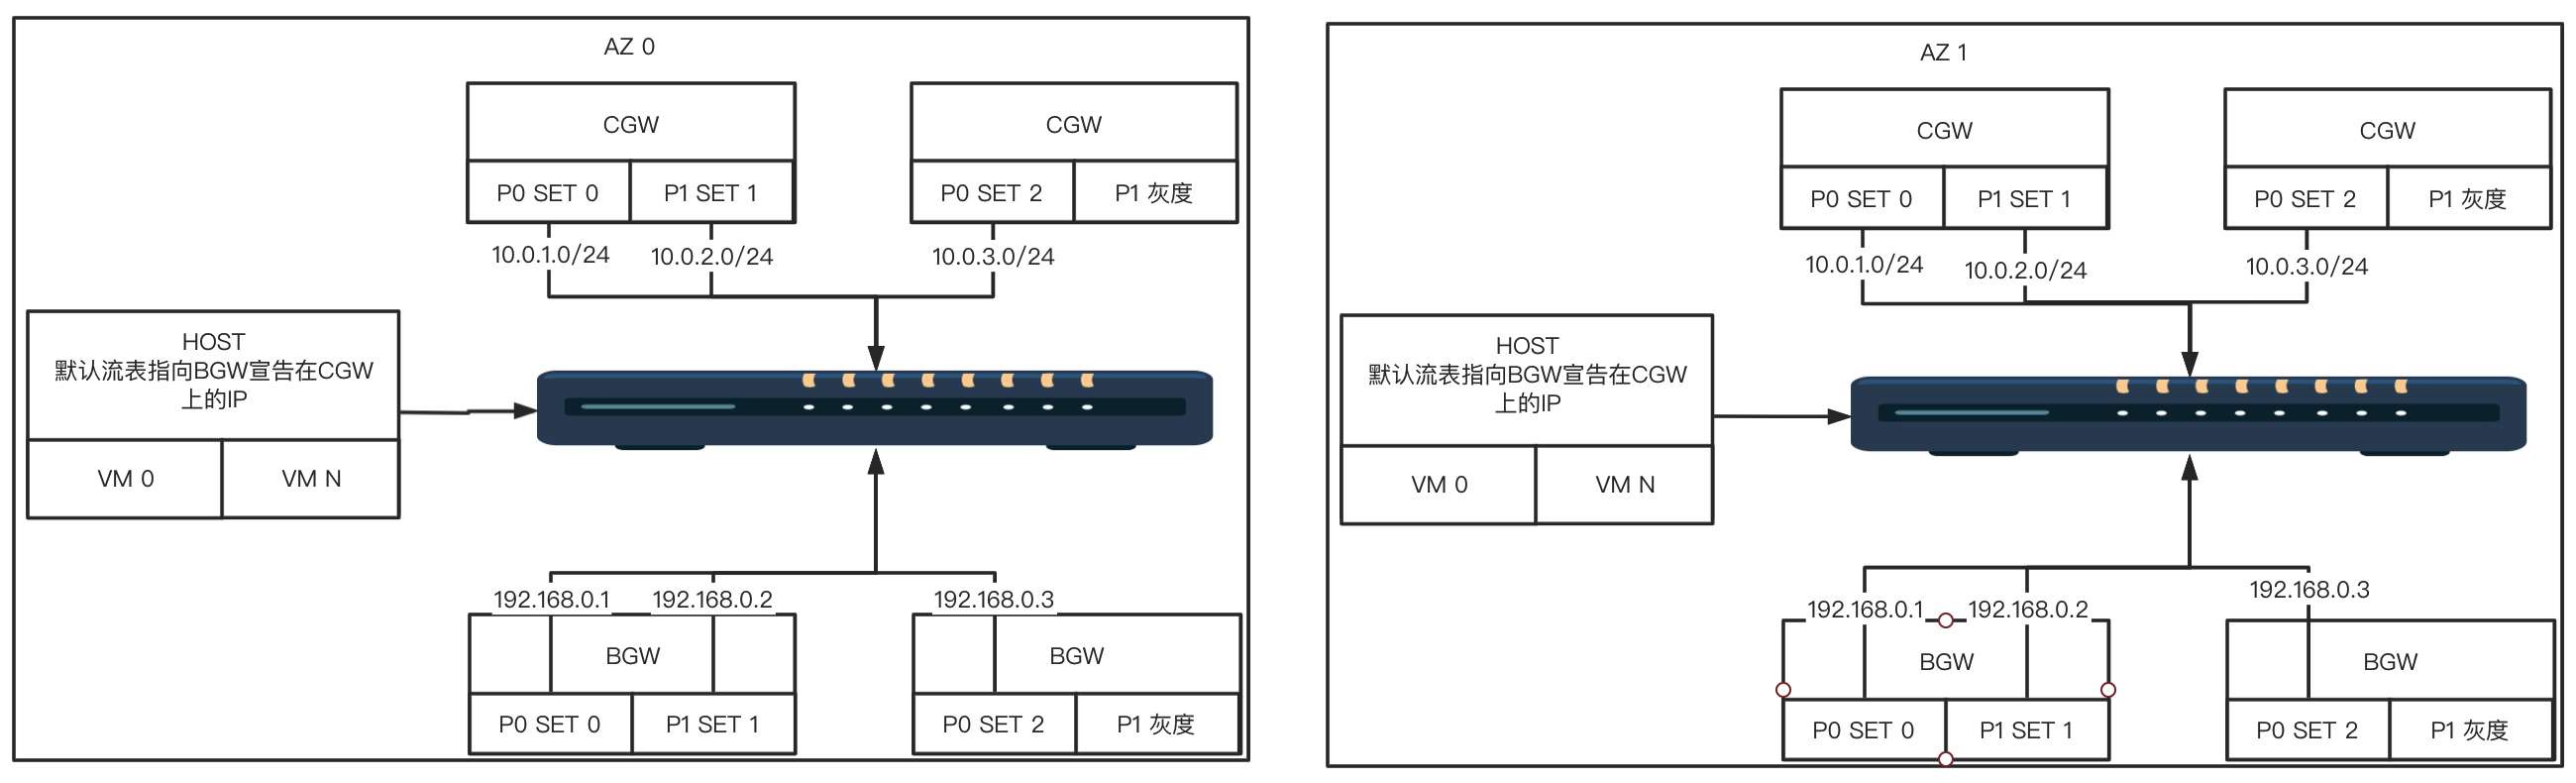 AZ 0
CGW
P0 SET 0
P1 SET 1
10.0.1.0/24
10.0.2.0/24
CGW
P0 SET 2
P1 灰度
10.0.3.0/24
HOST
默认流表指向BGW宣告在CGW
上的IP
VM 0
VM N
192.168.0.1
192.168.0.2
BGW
P0 SET 0
P1 SET 1
192.168.0.3
BGW
P0 SET 2
P1 灰度
AZ 1
CGW
P0 SET 0
P1 SET 1
10.0.1.0/24
10.0.2.0/24
CGW
P0 SET 2
P1 灰度
10.0.3.0/24
HOST
默认流表指向BGW宣告在CGW
上的IP
VM 0
VM N
192.168.0.1
192.168.0.2
BGW
P0 SET 0
P1 SET 1
192.168.0.3
BGW
P0 SET 2
P1 灰度